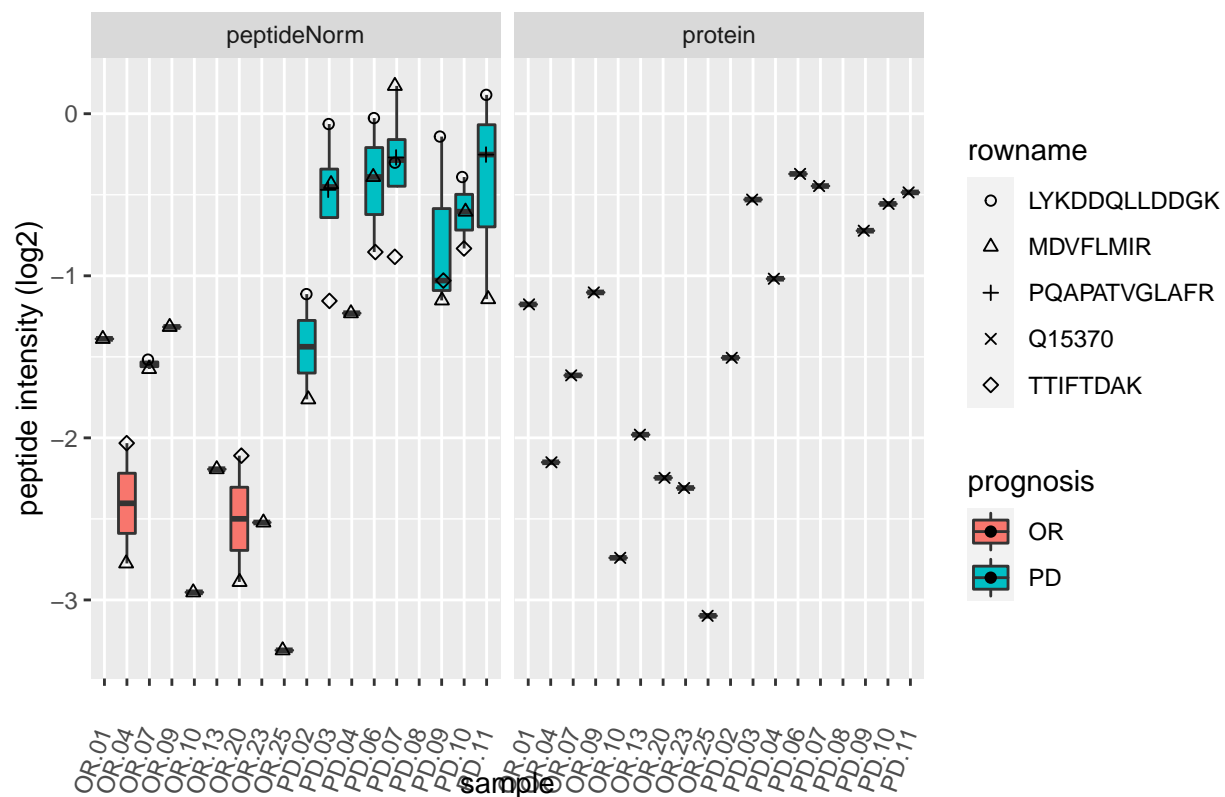 peptideNorm
protein
peptide intensity (log2)
0
−1
−2
−3
OR.01
OR.04
OR.07
OR.09
OR.10
OR.13
OR.20
OR.23
OR.25
PD.02
PD.03
PD.04
PD.06
PD.07
PD.08
PD.09
PD.10
PD.11
OR.01
OR.04
OR.07
OR.09
OR.10
OR.13
OR.20
OR.23
OR.25
PD.02
PD.03
PD.04
PD.06
PD.07
PD.08
PD.09
PD.10
PD.11
sample
rowname
LYKDDQLLDDGK
MDVFLMIR
PQAPATVGLAFR
Q15370
TTIFTDAK
prognosis
OR
PD